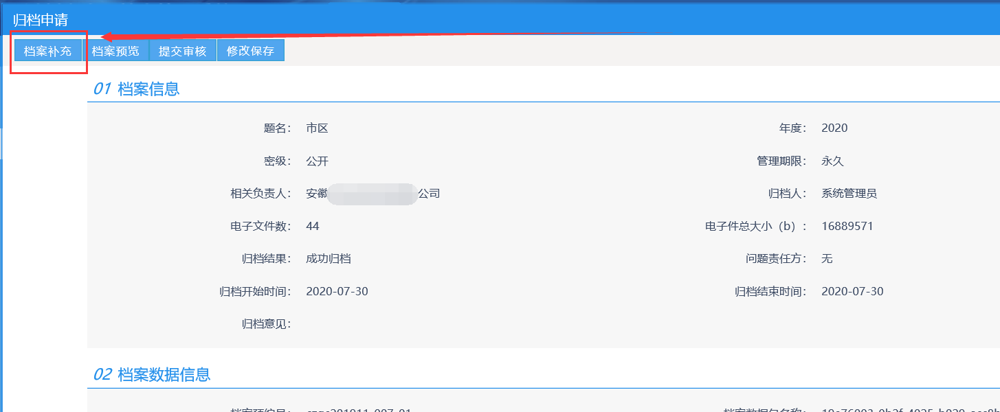 归档申请
档案补充 档案预览 提交审核 修改保存
01 档案信息
题名： 市区 年度： 2020
密级： 公开 管理期限： 永久
相关负责人： 安徽 公司 归档人： 系统管理员
电子文件数： 44 电子件总大小（b）： 16889571
归档结果： 成功归档 问题责任方： 无
归档开始时间： 2020-07-30 归档结束时间： 2020-07-30
归档意见：
02 档案数据信息